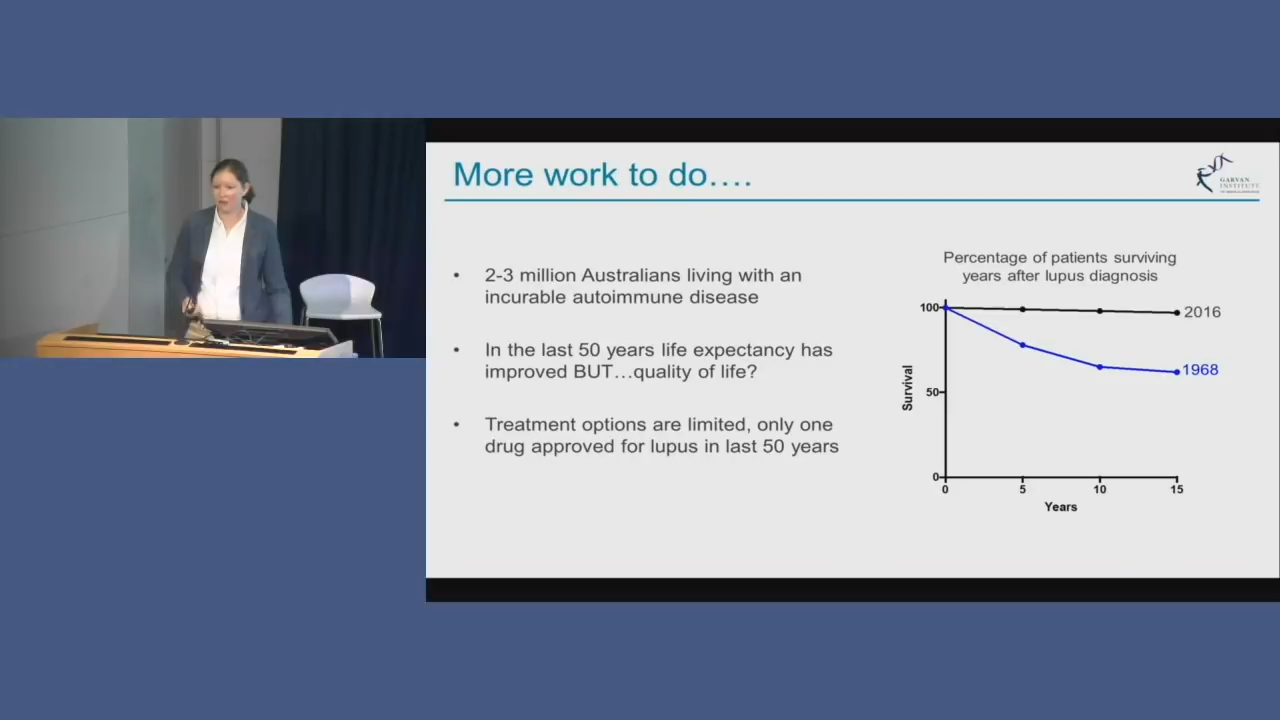 More work to do....
GARVAN
INSTITUTE
• 2-3 million Australians living with an
incurable autoimmune disease
• In the last 50 years life expectancy has
improved BUT...quality of life?
• Treatment options are limited, only one
drug approved for lupus in last 50 years
Percentage of patients surviving
years after lupus diagnosis
100
2016
1968
50
Survival
0
0 5 10 15
Years